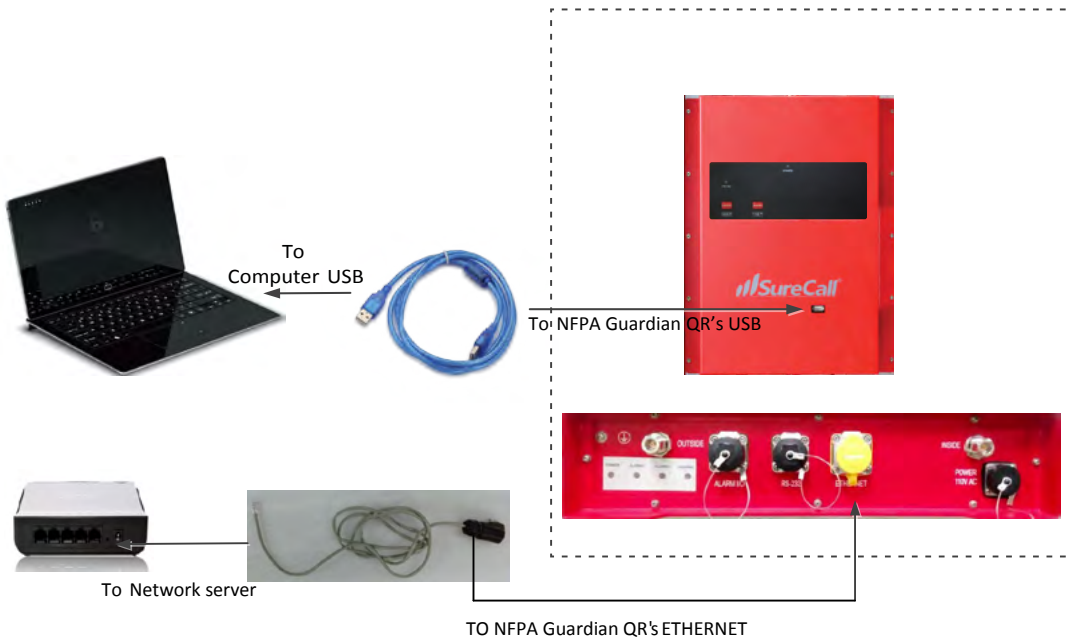 To
Computer USB
SureCall
To NFPA Guardian QR's USB
OUTSIDE
ALARM I/O
RS-232
ETHERNET
INSIDE
POWER
110V AC
To Network server
TO NFPA Guardian QR's ETHERNET